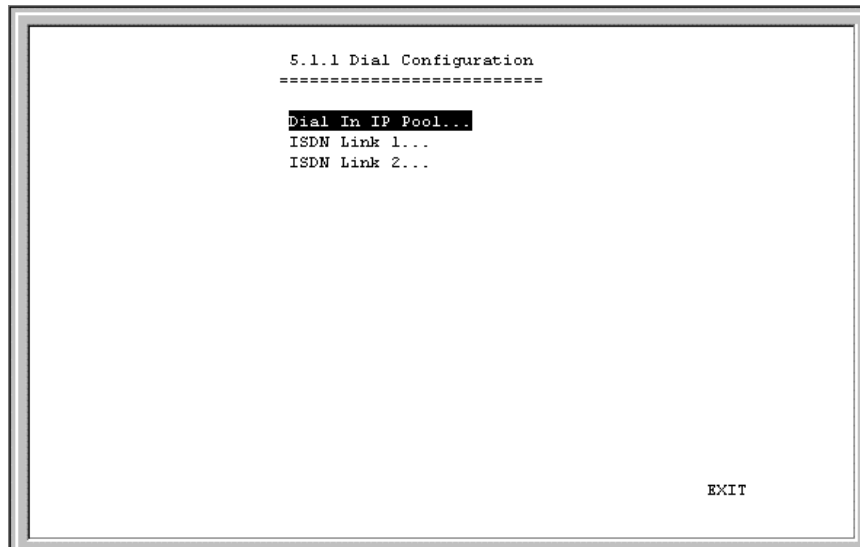 5.1.1 Dial Configuration
==========================
Dial In IP Pool...
ISDN Link 1...
ISDN Link 2...
EXIT